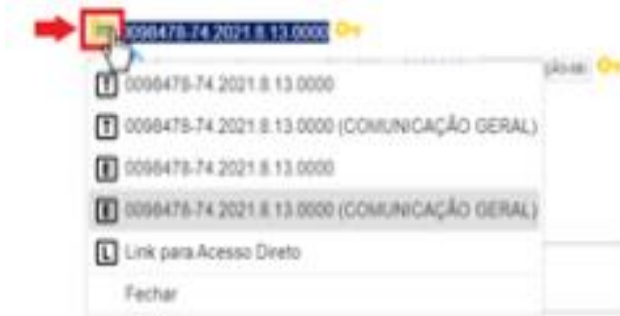 0098478-74.2021.8.13.0000
T 0098478-74.2021.8.13.0000
T 0098478-74.2021.8.13.0000 (COMUNICAÇÃO GERAL)
E 0098478-74.2021.8.13.0000
E 0098478-74.2021.8.13.0000 (COMUNICAÇÃO GERAL)
L Link para Acesso Direto
Fechar